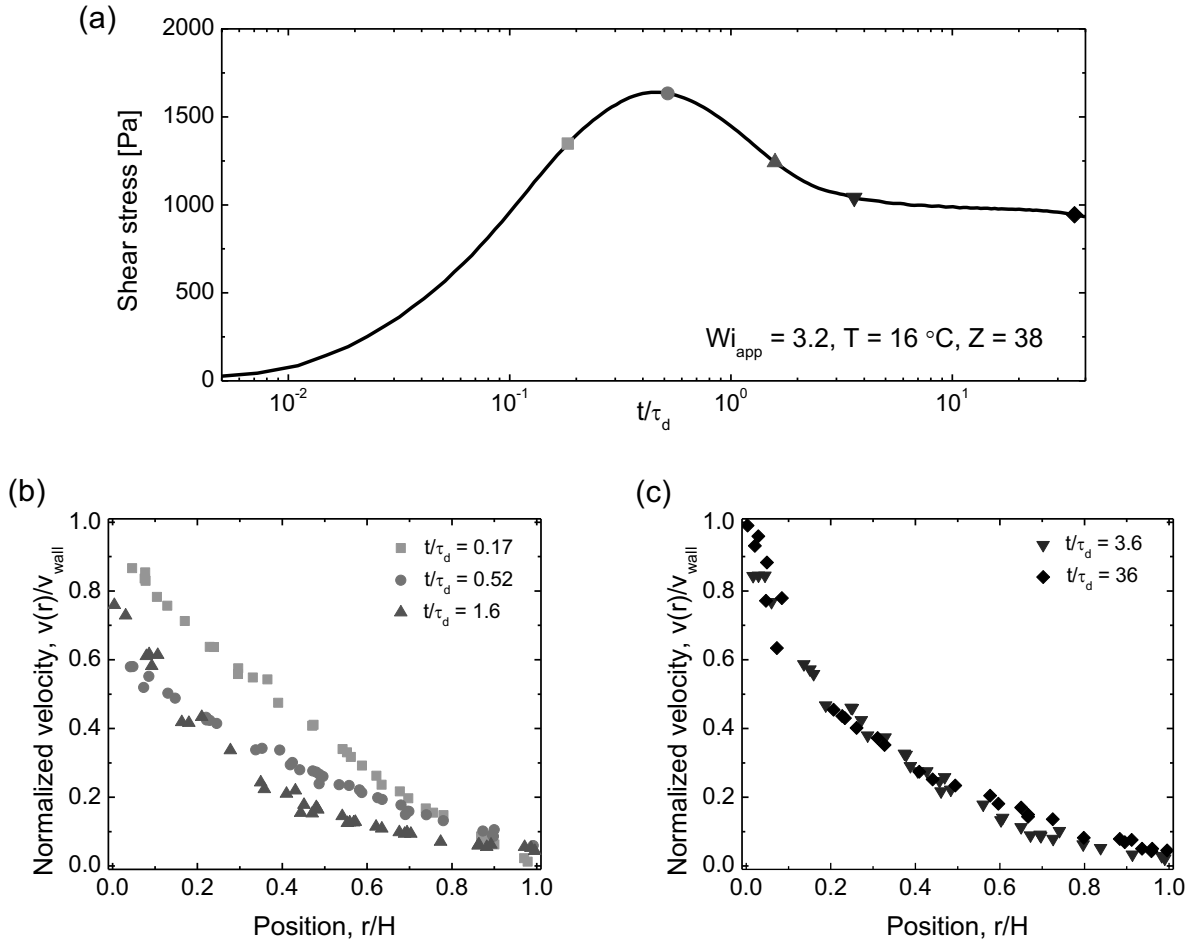 (a)
2000
1500
1000
500
0
Shear stress [Pa]
Wi_app = 3.2, T = 16 °C, Z = 38
10⁻² 10⁻¹ 10⁰ 10¹
t/τ_d
(b)
1.0
0.8
0.6
0.4
0.2
0.0
Normalized velocity, v(r)/v_wall
t/τ_d = 0.17
t/τ_d = 0.52
t/τ_d = 1.6
0.0 0.2 0.4 0.6 0.8 1.0
Position, r/H
(c)
1.0
0.8
0.6
0.4
0.2
0.0
Normalized velocity, v(r)/v_wall
t/τ_d = 3.6
t/τ_d = 36
0.0 0.2 0.4 0.6 0.8 1.0
Position, r/H